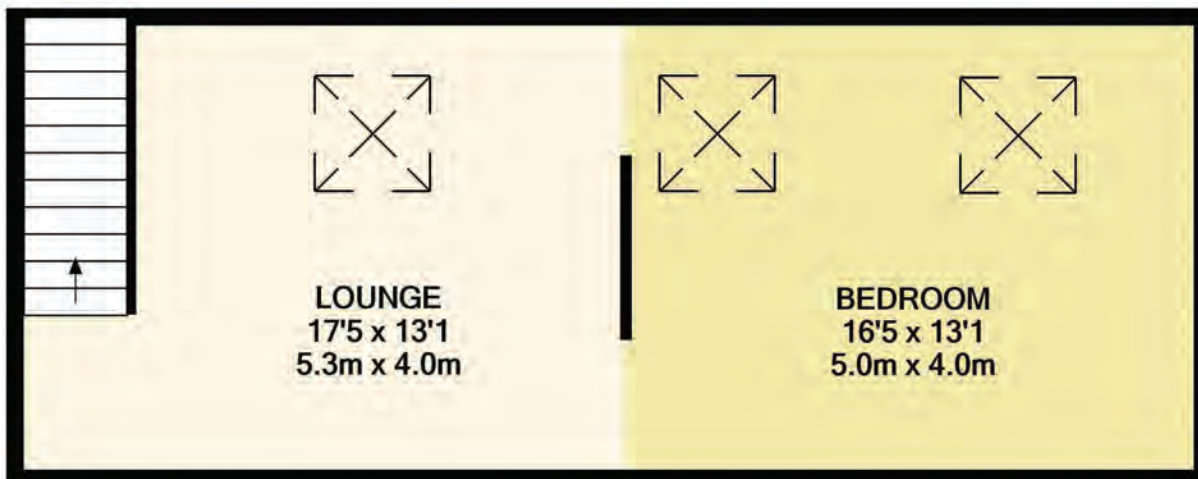 LOUNGE
17'5 x 13'1
5.3m x 4.0m
BEDROOM
16'5 x 13'1
5.0m x 4.0m